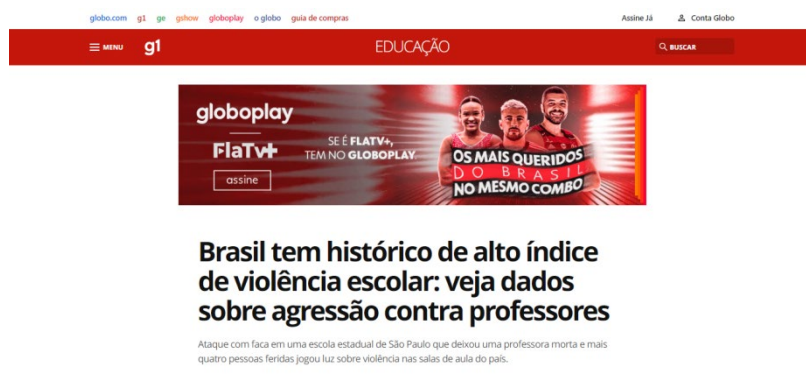 globo.com g1 ge gshow globoplay o globo guia de compras Assine Já Conta Globo
MENU g1 EDUCAÇÃO BUSCAR
globoplay
FlaTv+
assine
SE É FLATV+,
TEM NO GLOBOPLAY
OS MAIS QUERIDOS
DO BRASIL
NO MESMO COMBO
Brasil tem histórico de alto índice
de violência escolar: veja dados
sobre agressão contra professores
Ataque com faca em uma escola estadual de São Paulo que deixou uma professora morta e mais
quatro pessoas feridas jogou luz sobre violência nas salas de aula do país.